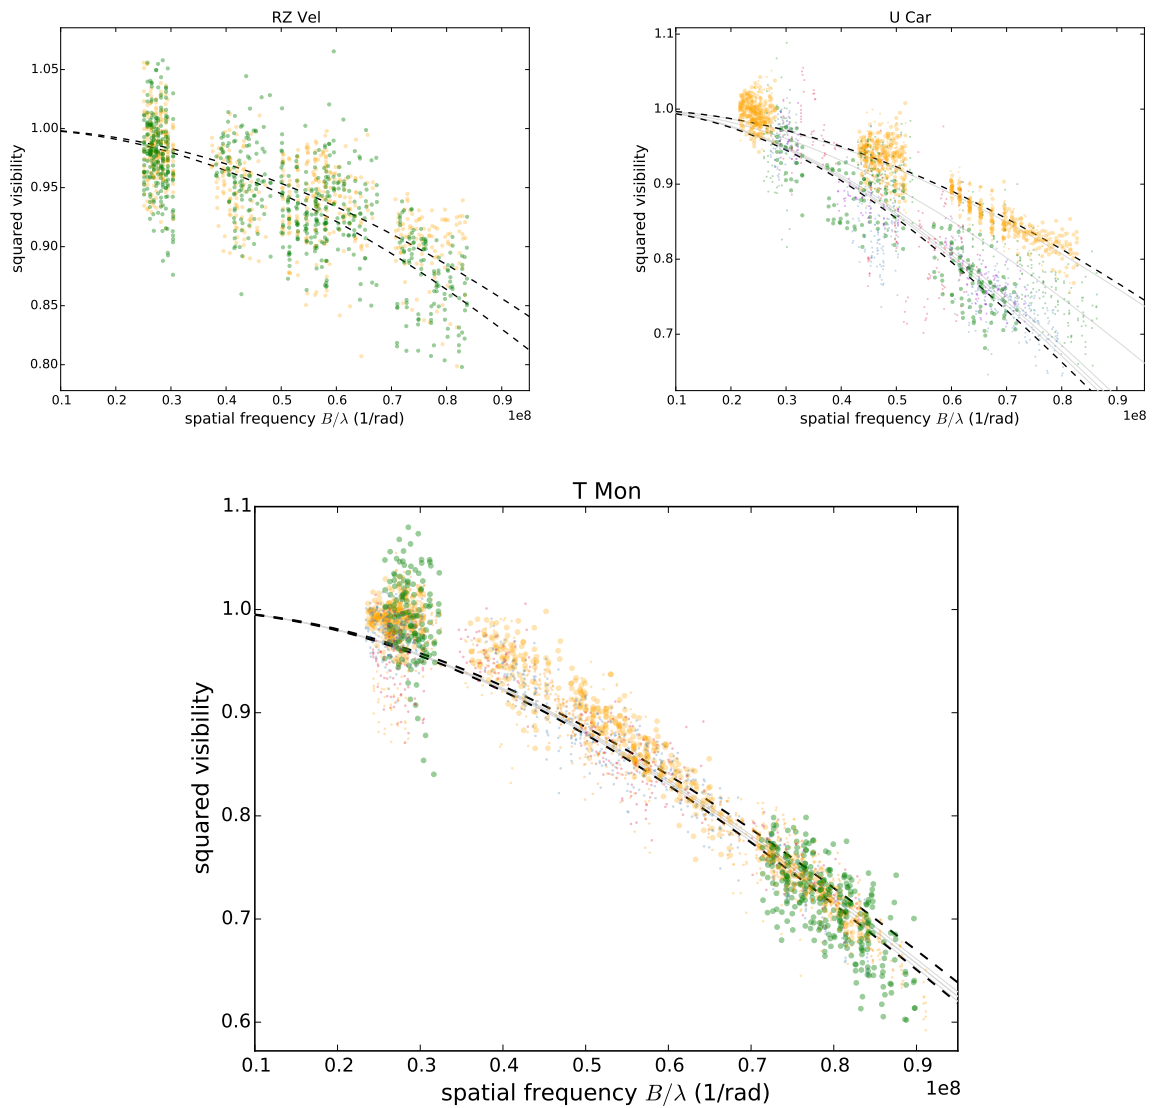 RZ Vel
squared visibility
1.05
1.00
0.95
0.90
0.85
0.80
0.1 0.2 0.3 0.4 0.5 0.6 0.7 0.8 0.9
1e8
spatial frequency B/λ (1/rad)
U Car
squared visibility
1.1
1.0
0.9
0.8
0.7
0.1 0.2 0.3 0.4 0.5 0.6 0.7 0.8 0.9
1e8
spatial frequency B/λ (1/rad)
T Mon
squared visibility
1.1
1.0
0.9
0.8
0.7
0.6
0.1 0.2 0.3 0.4 0.5 0.6 0.7 0.8 0.9
1e8
spatial frequency B/λ (1/rad)